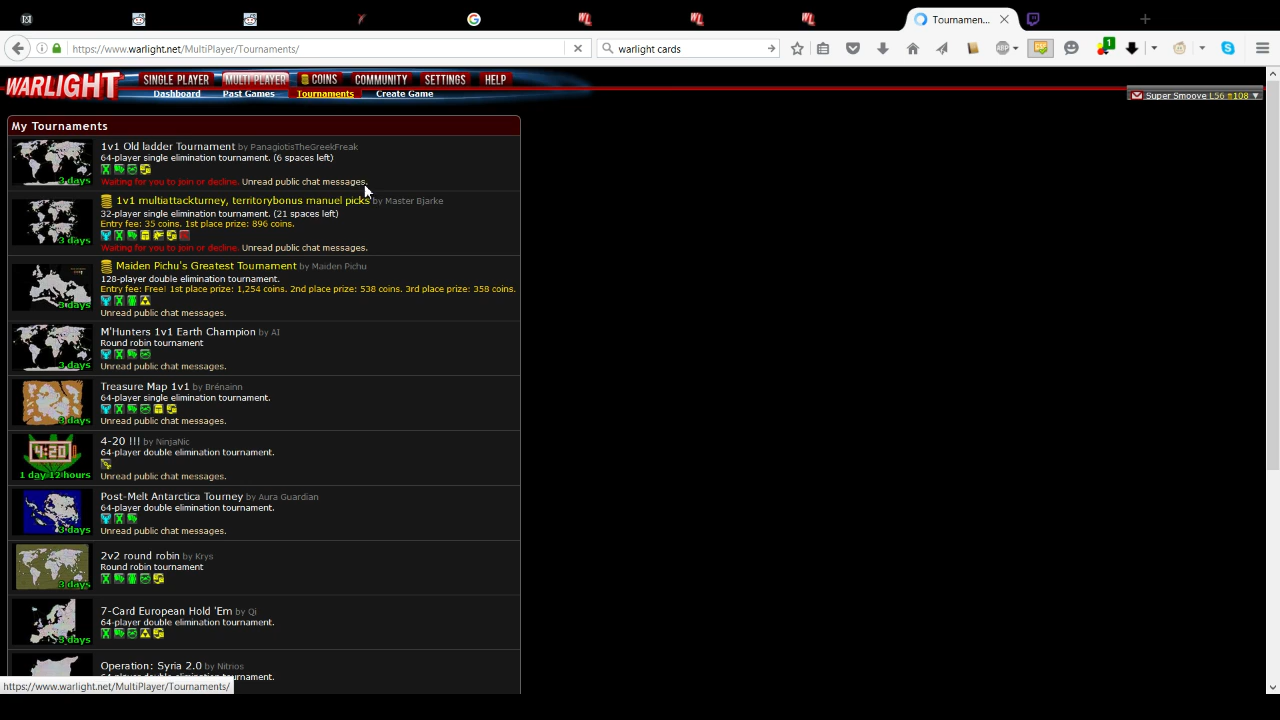 Tournamen...
https://www.warlight.net/MultiPlayer/Tournaments/
warlight cards
1
WARLIGHT
SINGLE PLAYER MULTI PLAYER COINS COMMUNITY SETTINGS HELP
Dashboard Past Games Tournaments Create Game
Super Smoove L56 108
My Tournaments
1v1 Old ladder Tournament by PanagiotisTheGreekFreak
64-player single elimination tournament. (6 spaces left)
3 days
Waiting for you to join or decline. Unread public chat messages.
1v1 multiattackturney, territorybonus manuel picks by Master Bjarke
32-player single elimination tournament. (21 spaces left)
Entry fee: 35 coins. 1st place prize: 896 coins.
3 days
Waiting for you to join or decline. Unread public chat messages.
Maiden Pichu's Greatest Tournament by Maiden Pichu
128-player double elimination tournament.
Entry fee: Free! 1st place prize: 1,254 coins. 2nd place prize: 538 coins. 3rd place prize: 358 coins.
3 days
Unread public chat messages.
M'Hunters 1v1 Earth Champion by AI
Round robin tournament
3 days
Unread public chat messages.
Treasure Map 1v1 by Brénainn
64-player single elimination tournament.
3 days
Unread public chat messages.
4-20 !!! by NinjaNic
64-player double elimination tournament.
4:20
1 day 12 hours
Unread public chat messages.
Post-Melt Antarctica Tourney by Aura Guardian
64-player double elimination tournament.
3 days
Unread public chat messages.
2v2 round robin by Krys
Round robin tournament
3 days
7-Card European Hold 'Em by Qi
64-player double elimination tournament.
3 days
Operation: Syria 2.0 by Nitrios
64-player double elimination tournament.
https://www.warlight.net/MultiPlayer/Tournaments/